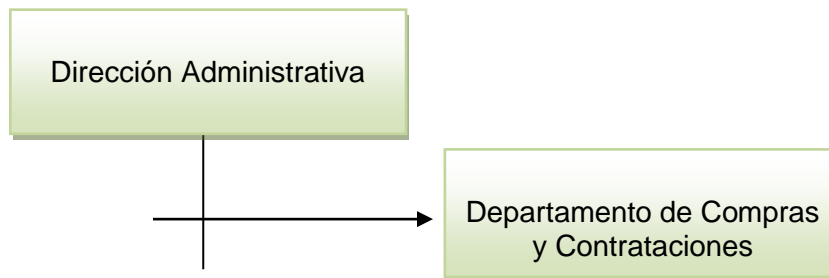 Dirección Administrativa
Departamento de Compras
y Contrataciones